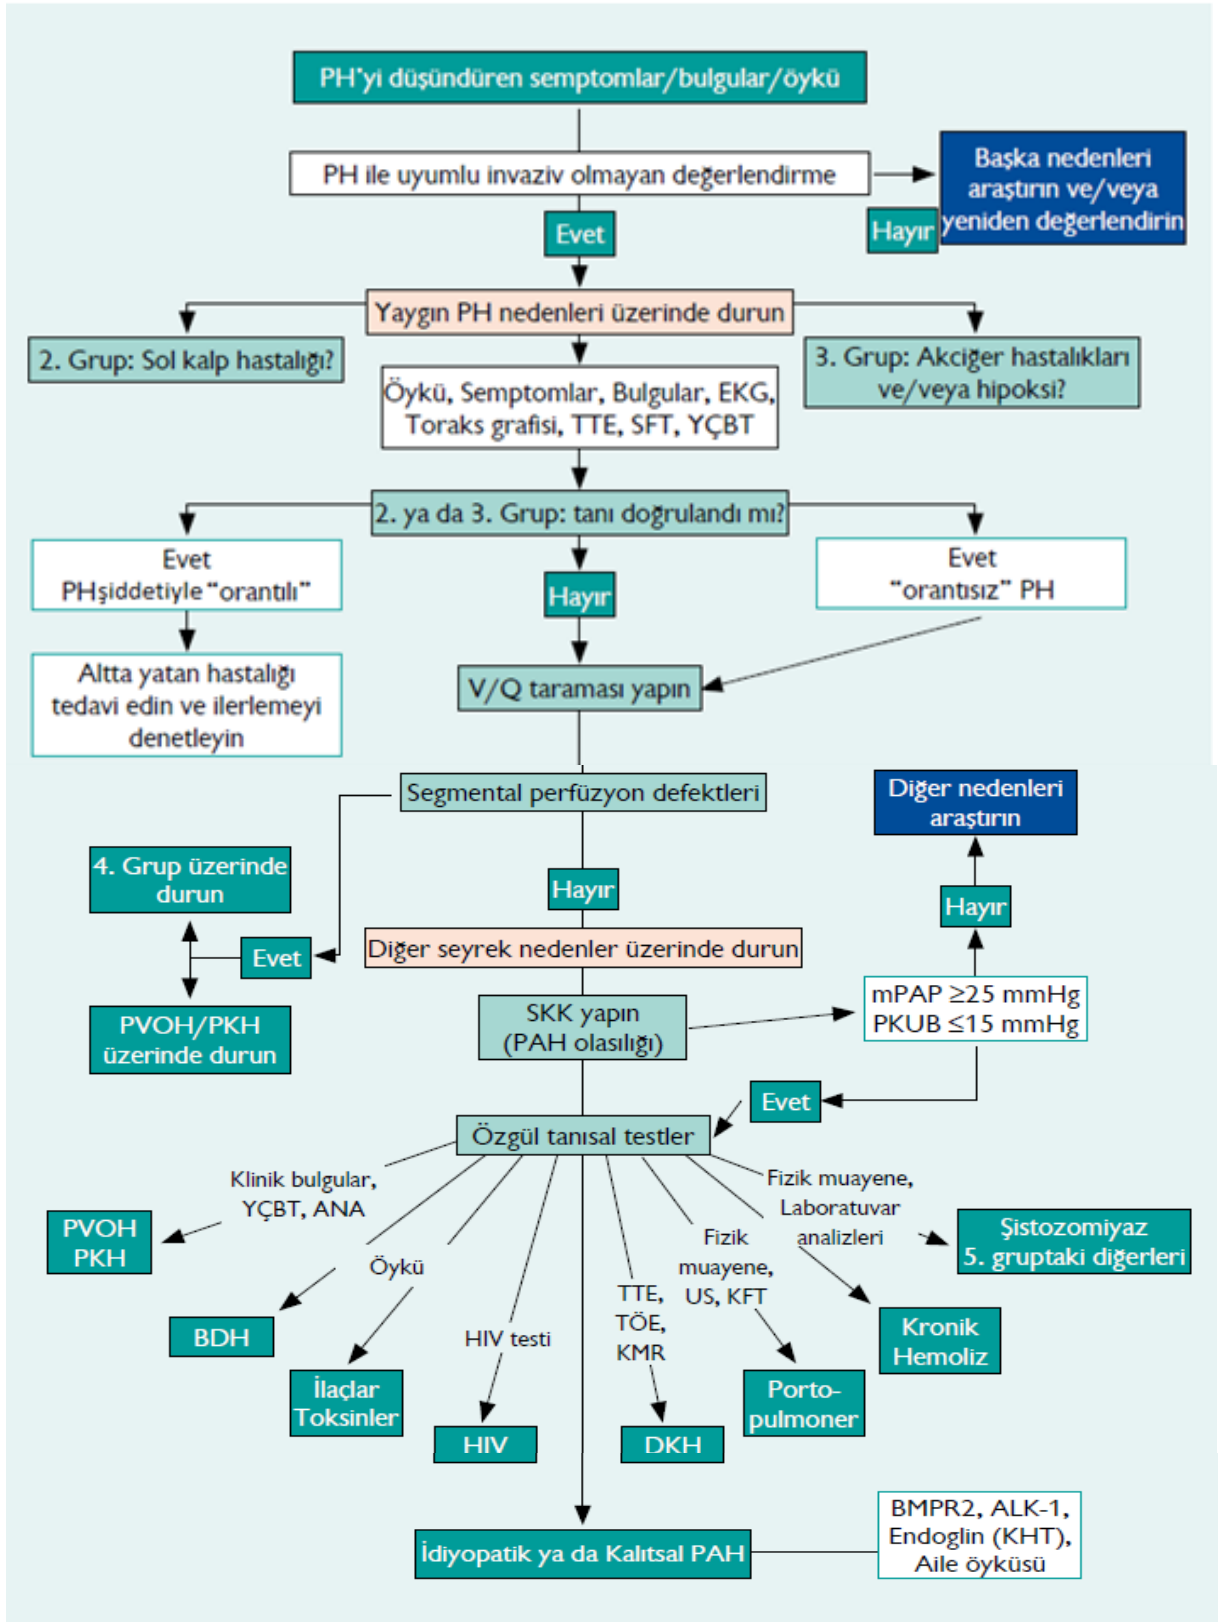 PH'yi düşündüren semptomlar/bulgular/öykü
PH ile uyumlu invaziv olmayan değerlendirme
Başka nedenleri
araştırın ve/veya
yeniden değerlendirin
Evet
Hayır
Yaygın PH nedenleri üzerinde durun
2. Grup: Sol kalp hastalığı?
3. Grup: Akciğer hastalıkları
ve/veya hipoksi?
Öykü, Semptomlar, Bulgular, EKG,
Toraks grafisi, TTE, SFT, YÇBT
2. ya da 3. Grup: tanı doğrulandı mı?
Evet
PHşiddetiyle “orantılı”
Hayır
Evet
“orantısız” PH
Altta yatan hastalığı
tedavi edin ve ilerlemeyi
denetleyin
V/Q taraması yapın
Segmental perfüzyon defektleri
Diğer nedenleri
araştırın
4. Grup üzerinde
durun
Hayır
Hayır
Evet
Diğer seyrek nedenler üzerinde durun
PVOH/PKH
üzerinde durun
SKK yapın
(PAH olasılığı)
mPAP ≥25 mmHg
PKUB ≤15 mmHg
Evet
Özgül tanısal testler
Klinik bulgular,
YÇBT, ANA
Fizik muayene,
Laboratuvar
analizleri
PVOH
PKH
Öykü
Fizik
muayene,
US, KFT
Şistozomiyaz
5. gruptaki diğerleri
TTE,
TÖE,
KMR
HIV testi
BDH
Kronik
Hemoliz
İlaçlar
Toksinler
Porto-
pulmoner
HIV
DKH
İdiyopatik ya da Kalıtsal PAH
BMPR2, ALK-1,
Endoglin (KHT),
Aile öyküsü